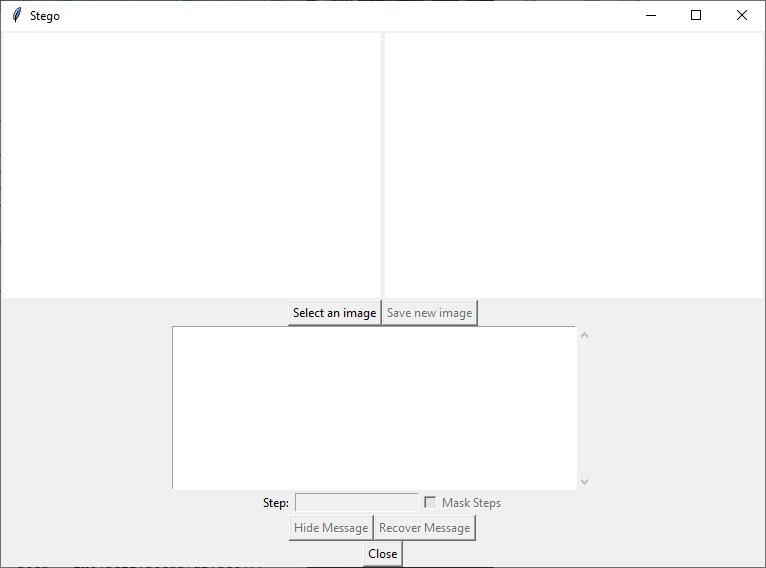 Stego
Select an image Save new image
Step: Mask Steps
Hide Message Recover Message
Close